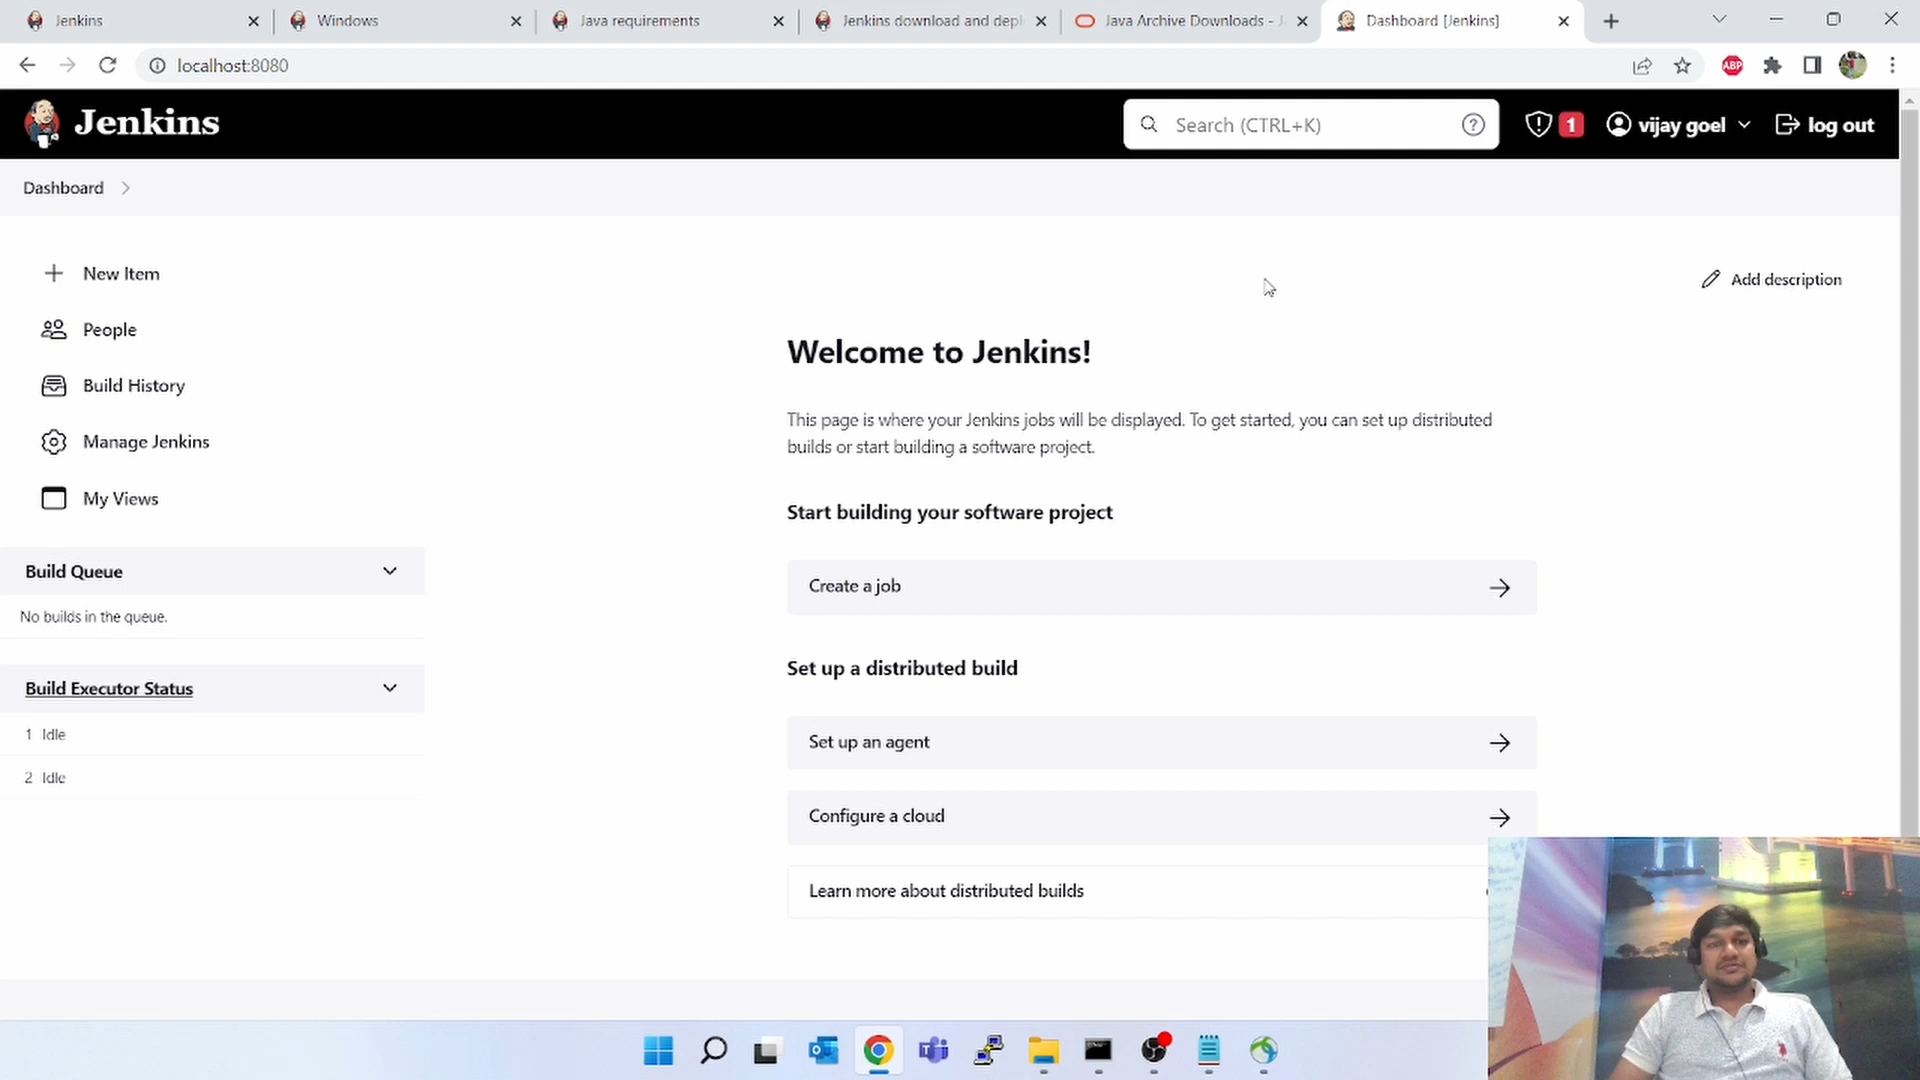 Jenkins
Windows
Java requirements
Jenkins download and depl
Java Archive Downloads - J
Dashboard [Jenkins]
localhost:8080
ABP
Jenkins
Search (CTRL+K)
1
vijay goel
log out
Dashboard
New Item
People
Build History
Manage Jenkins
My Views
Build Queue
No builds in the queue.
Build Executor Status
1 Idle
2 Idle
Add description
Welcome to Jenkins!
This page is where your Jenkins jobs will be displayed. To get started, you can set up distributed
builds or start building a software project.
Start building your software project
Create a job
Set up a distributed build
Set up an agent
Configure a cloud
Learn more about distributed builds